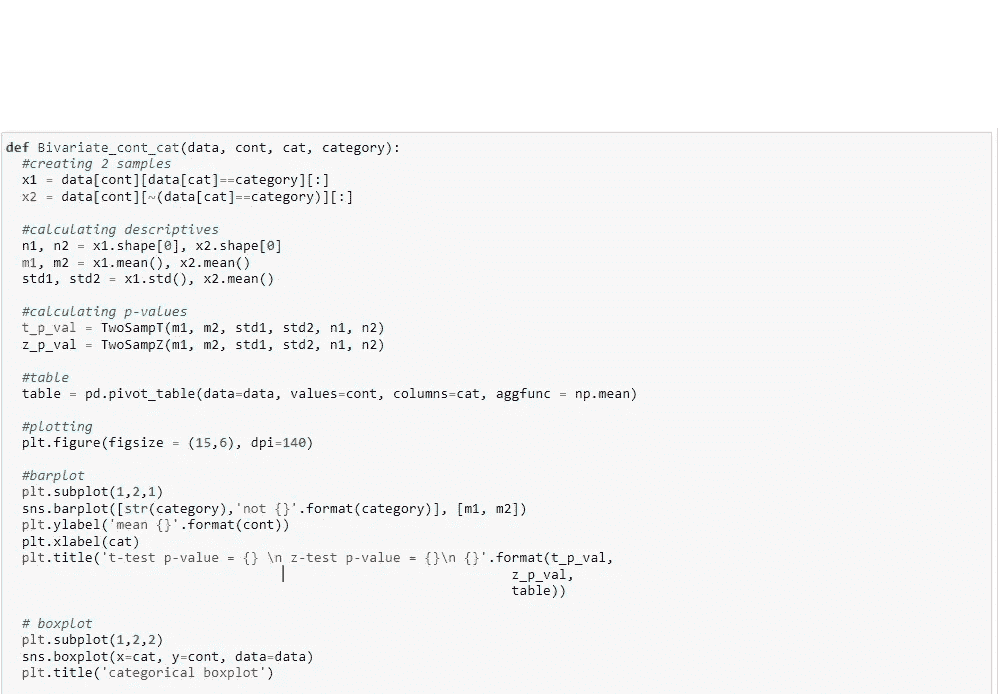 def Bivariate_cont_cat(data, cont, cat, category):
#creating 2 samples
x1 = data[cont][data[cat]==category][:]
x2 = data[cont][~(data[cat]==category)][:]
#calculating descriptives
n1, n2 = x1.shape[0], x2.shape[0]
m1, m2 = x1.mean(), x2.mean()
std1, std2 = x1.std(), x2.mean()
#calculating p-values
t_p_val = TwoSampT(m1, m2, std1, std2, n1, n2)
z_p_val = TwoSampZ(m1, m2, std1, std2, n1, n2)
#table
table = pd.pivot_table(data=data, values=cont, columns=cat, aggfunc = np.mean)
#plotting
plt.figure(figsize = (15,6), dpi=140)
#barplot
plt.subplot(1,2,1)
sns.barplot([str(category),'not {}'.format(category)], [m1, m2])
plt.ylabel('mean {}'.format(cont))
plt.xlabel(cat)
plt.title('t-test p-value = {} \n z-test p-value = {}\n {}'.format(t_p_val,
z_p_val,
table))
# boxplot
plt.subplot(1,2,2)
sns.boxplot(x=cat, y=cont, data=data)
plt.title('categorical boxplot')